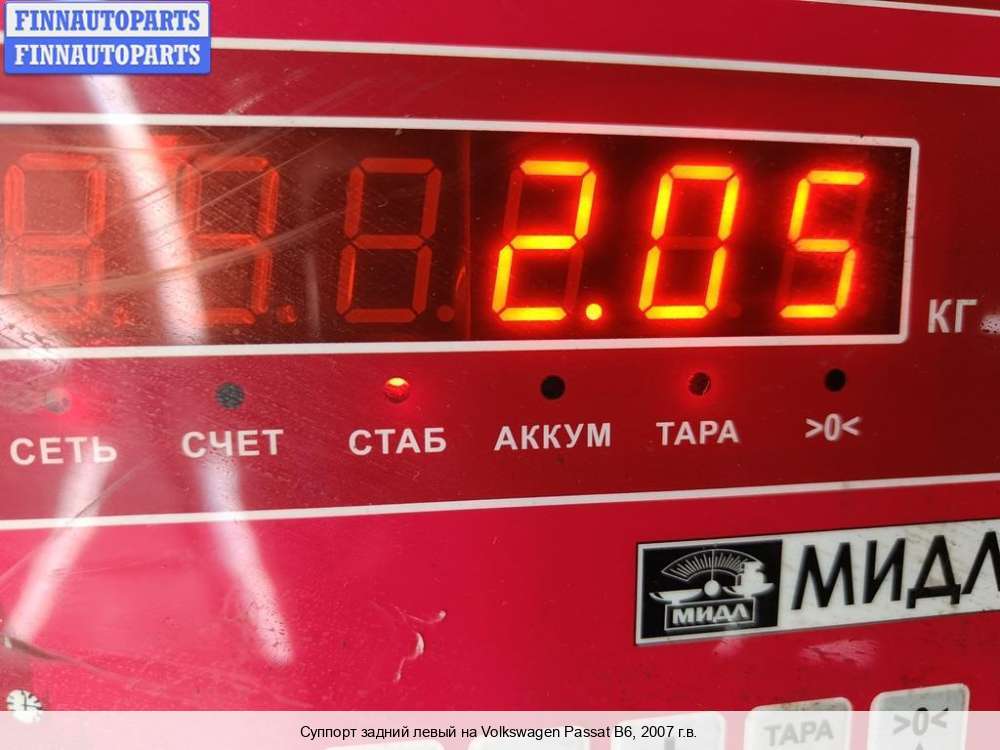 FINNAUTOPARTS
FINNAUTOPARTS
2.05
КГ
СЕТЬ СЧЕТ СТАБ АККУМ ТАРА >0<
МИДЛ МИДЛ
ТАРА >0<
Суппорт задний левый на Volkswagen Passat B6, 2007 г.в.